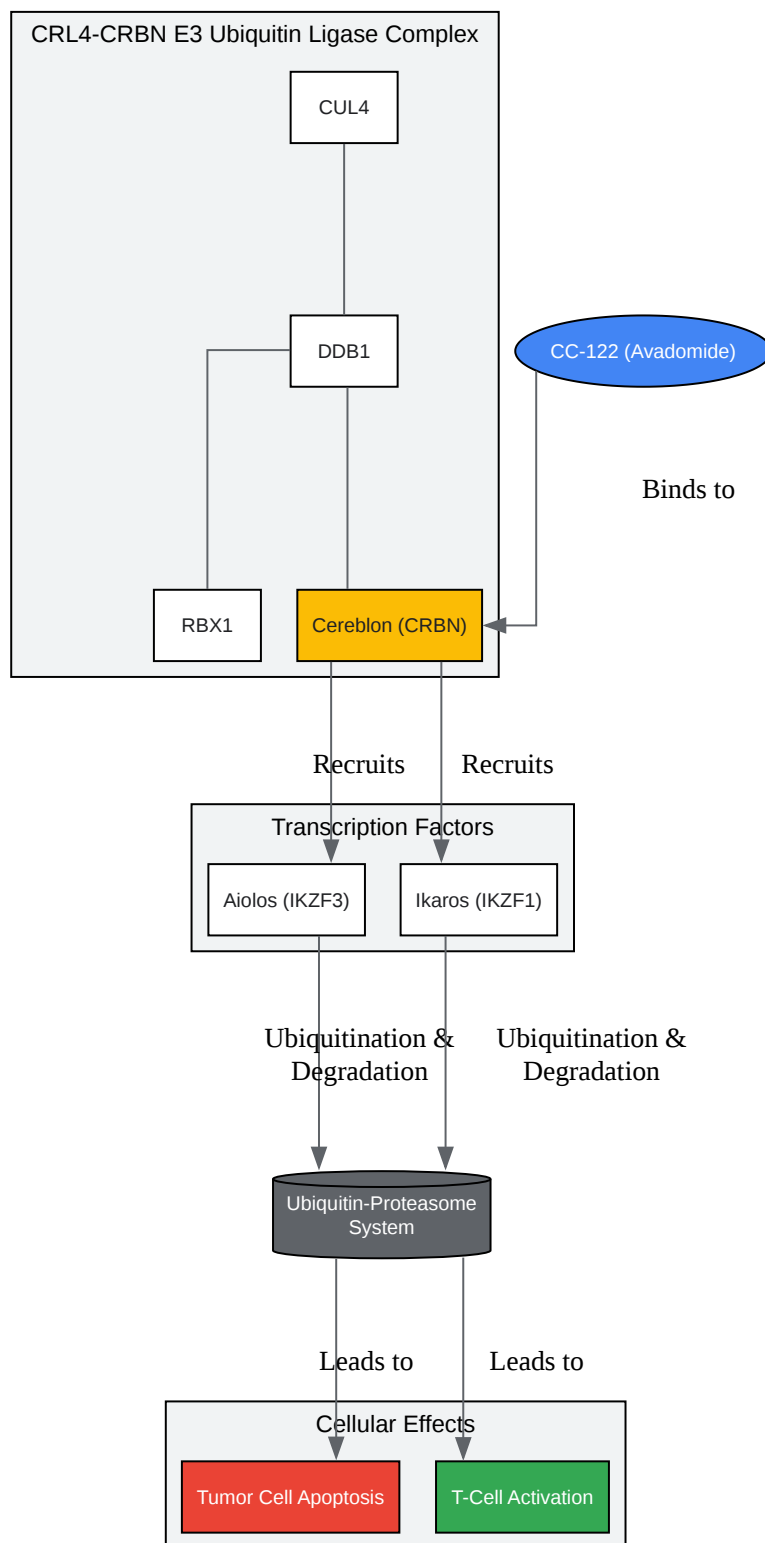 CRL4-CRBN E3 Ubiquitin Ligase Complex
CUL4
DDB1
CC-122 (Avadomide)
Binds to
RBX1
Cereblon (CRBN)
Recruits
Recruits
Transcription Factors
Aiolos (IKZF3)
Ikaros (IKZF1)
Ubiquitination &
Degradation
Ubiquitination &
Degradation
Ubiquitin-Proteasome
System
Leads to
Leads to
Cellular Effects
Tumor Cell Apoptosis
T-Cell Activation